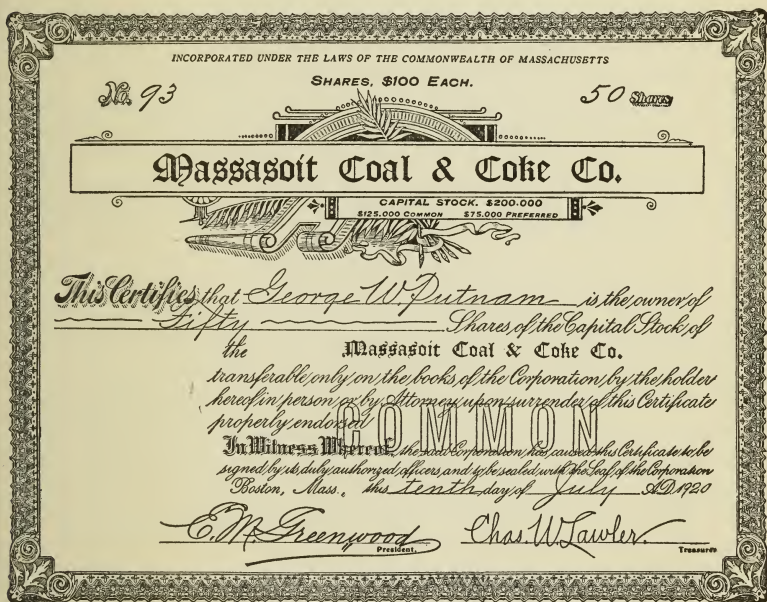 INCORPORATED UNDER THE LAWS OF THE COMMONWEALTH OF MASSACHUSETTS
SHARES, $100 EACH.
No. 93 50 Shares
Massasoit Coal & Coke Co.
CAPITAL STOCK. $200.000
$125.000 COMMON $75.000 PREFERRED
This Certifies that George W. Putnam is the owner of
Fifty Shares of the Capital Stock of
the Massasoit Coal & Coke Co.
transferable only on the books of the Corporation by the holder
hereof in person or by Attorney upon surrender of this Certificate
properly endorsed
COMMON
In Witness Whereof, the said Corporation has caused this Certificate to be
signed by its duly authorized officers and to be sealed with the Seal of the Corporation
Boston, Mass., this tenth day of July A.D. 1920
E. M. Greenwood Chas. W. Lawler
President. Treasurer